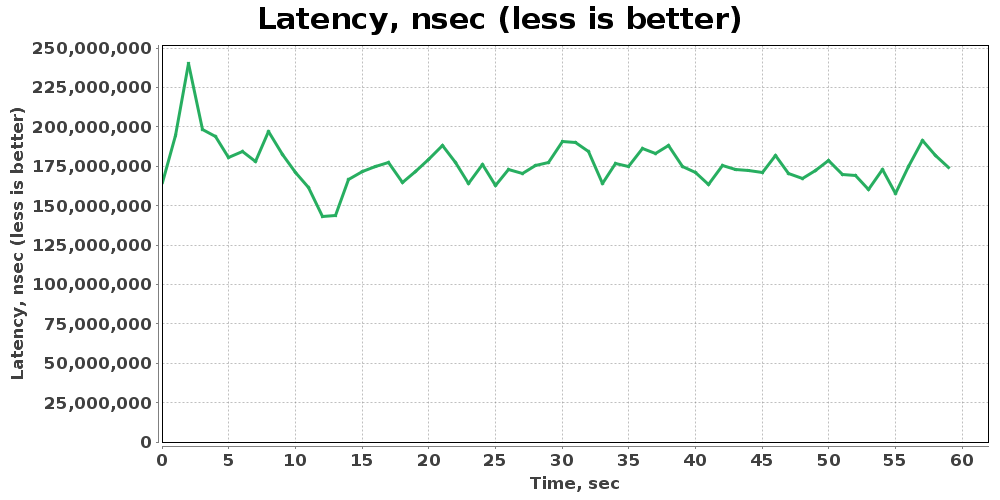 Latency, nsec (less is better)
Latency, nsec (less is better)
250,000,000
225,000,000
200,000,000
175,000,000
150,000,000
125,000,000
100,000,000
75,000,000
50,000,000
25,000,000
0
0 5 10 15 20 25 30 35 40 45 50 55 60
Time, sec